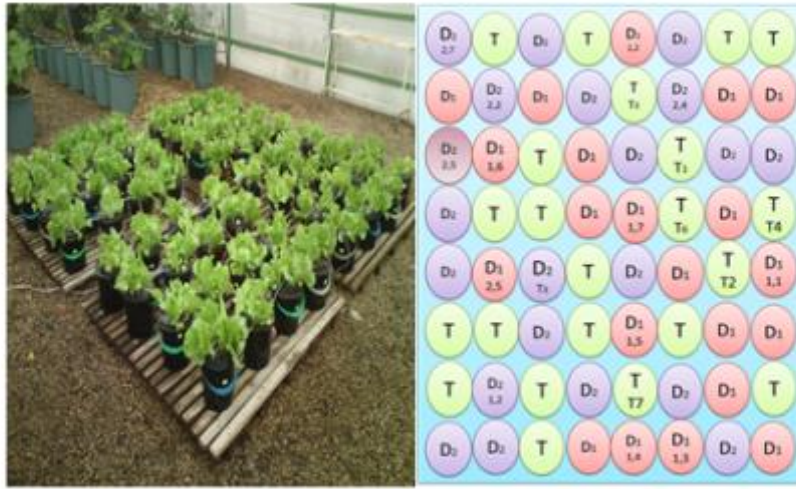 D2 T D2 T D1 D2 T T
2,7 1,2
D1 D2 D1 D2 T D2 D1 D1
2,2 2,4
D2 D1 T D1 D2 T D2 D2
2,5 1,6 T1
D2 T T D1 D1 T D1 T
1,7 T6 T4
D2 D1 D2 T D2 D1 T D1
2,5 T3 T2 1,1
T T D2 T D1 T D1 D1
1,5
T D2 T D2 T D2 D1 T
1,2 T7
D2 D2 T D1 D1 D1 D2 D1
1,4 1,3